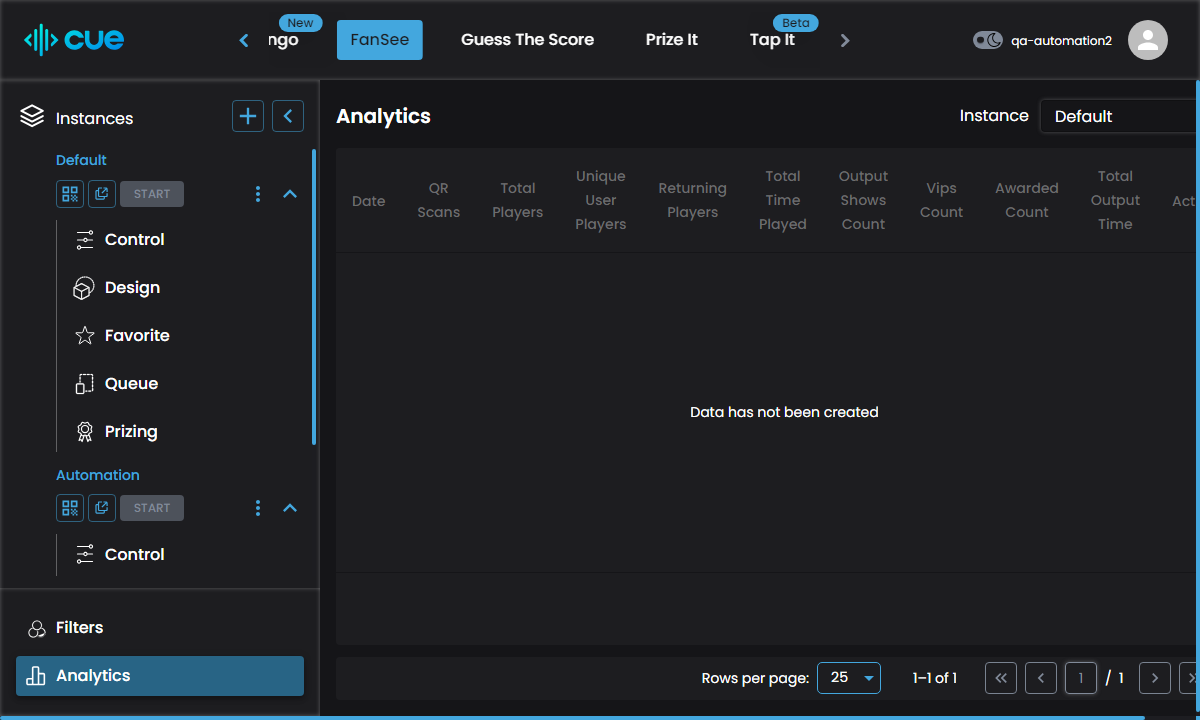 cue
New
ngo
FanSee
Guess The Score
Prize It
Beta
Tap It
qa-automation2
Instances
Default
START
Control
Design
Favorite
Queue
Prizing
Automation
START
Control
Filters
Analytics
Analytics
Instance
Default
Date
QR
Scans
Total
Players
Unique
User
Players
Returning
Players
Total
Time
Played
Output
Shows
Count
Vips
Count
Awarded
Count
Total
Output
Time
Act
Data has not been created
Rows per page:
25
1–1 of 1
1
/ 1